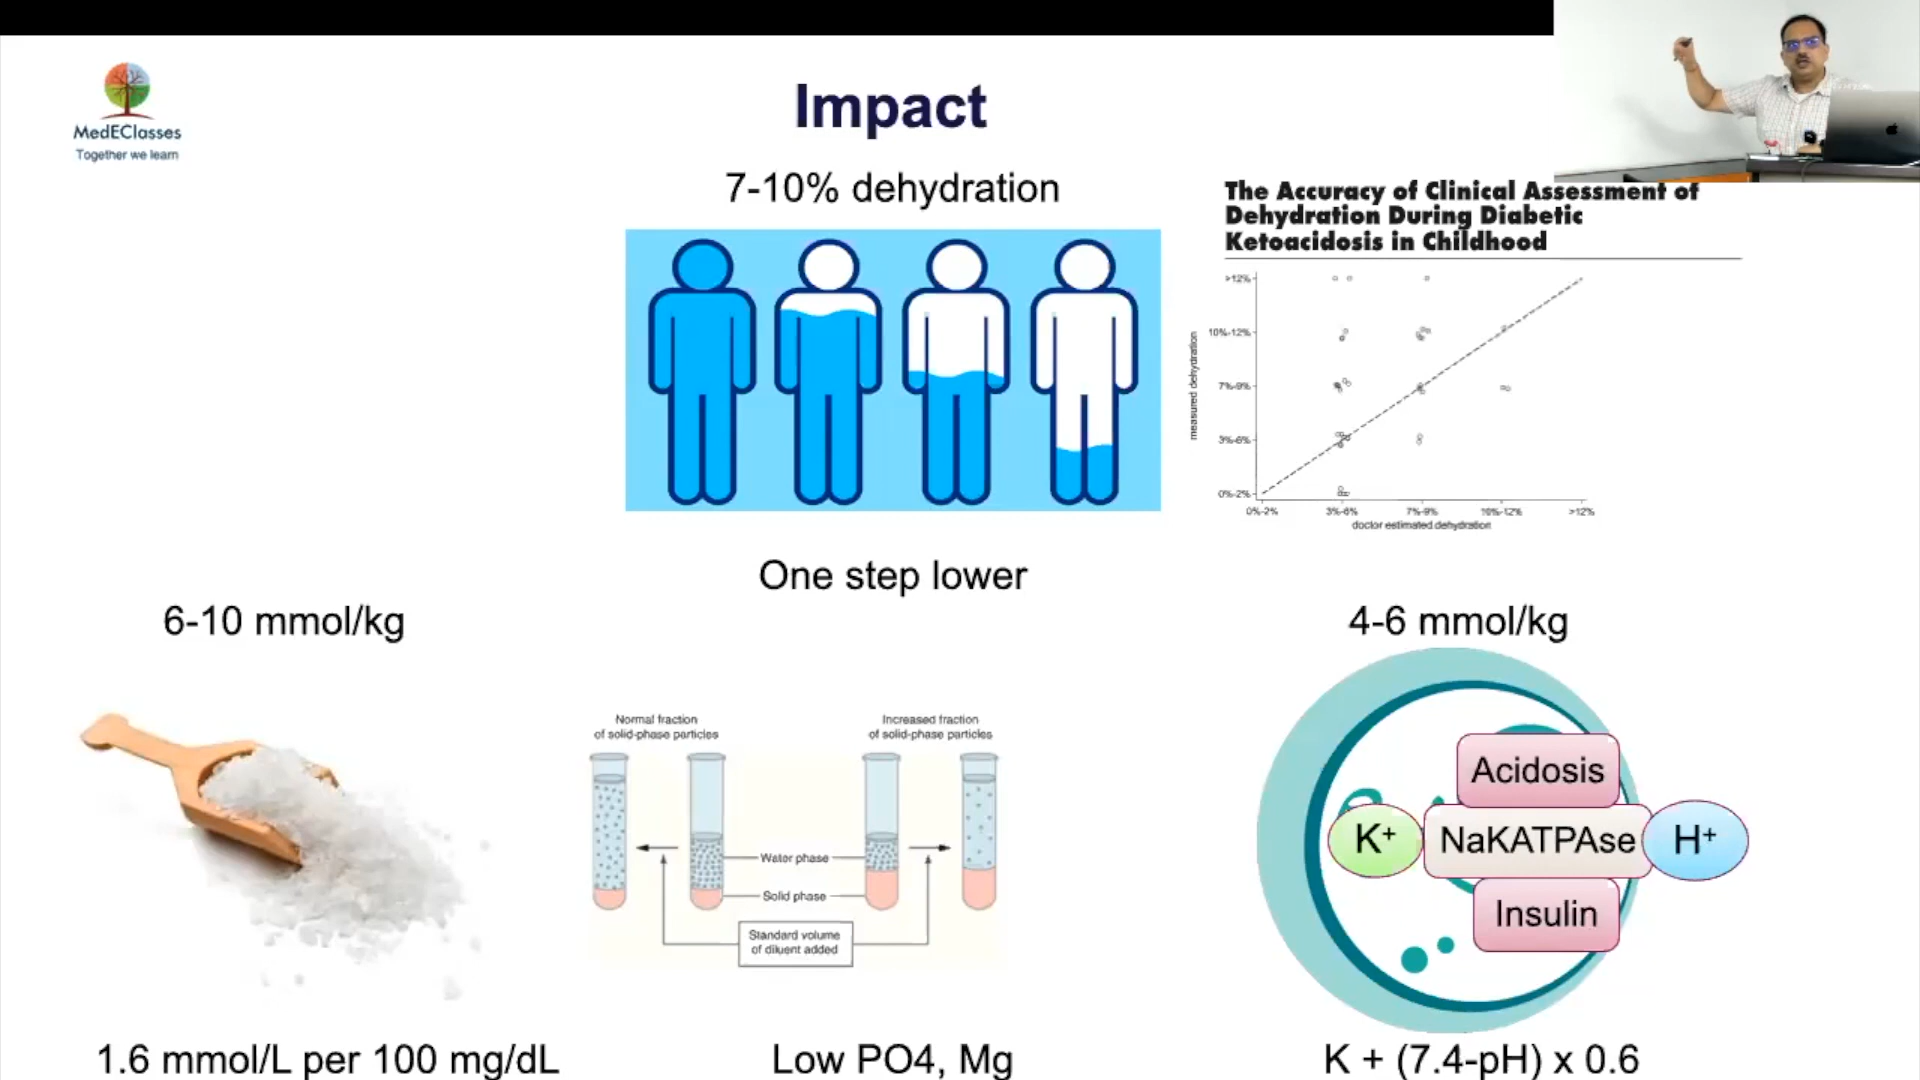 MedEClasses
Together we learn
Impact
7-10% dehydration
The Accuracy of Clinical Assessment of
Dehydration During Diabetic
Ketoacidosis in Childhood
measured dehydration
>12%
10%-12%
7%-9%
3%-6%
0%-2%
0%-2% 3%-6% 7%-9% 10%-12% >12%
doctor estimated dehydration
One step lower
6-10 mmol/kg
4-6 mmol/kg
Normal fraction
of solid-phase particles
Increased fraction
of solid-phase particles
Water phase
Solid phase
Standard volume
of diluent added
Acidosis
K+ NaKATPAse H+
Insulin
1.6 mmol/L per 100 mg/dL
Low PO4, Mg
K + (7.4-pH) x 0.6